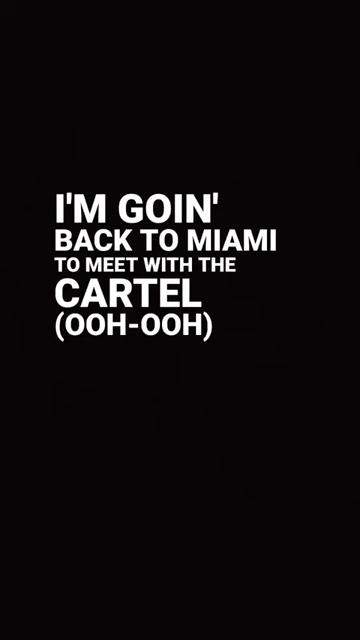 I'M GOIN'
BACK TO MIAMI
TO MEET WITH THE
CARTEL
(OOH-OOH)